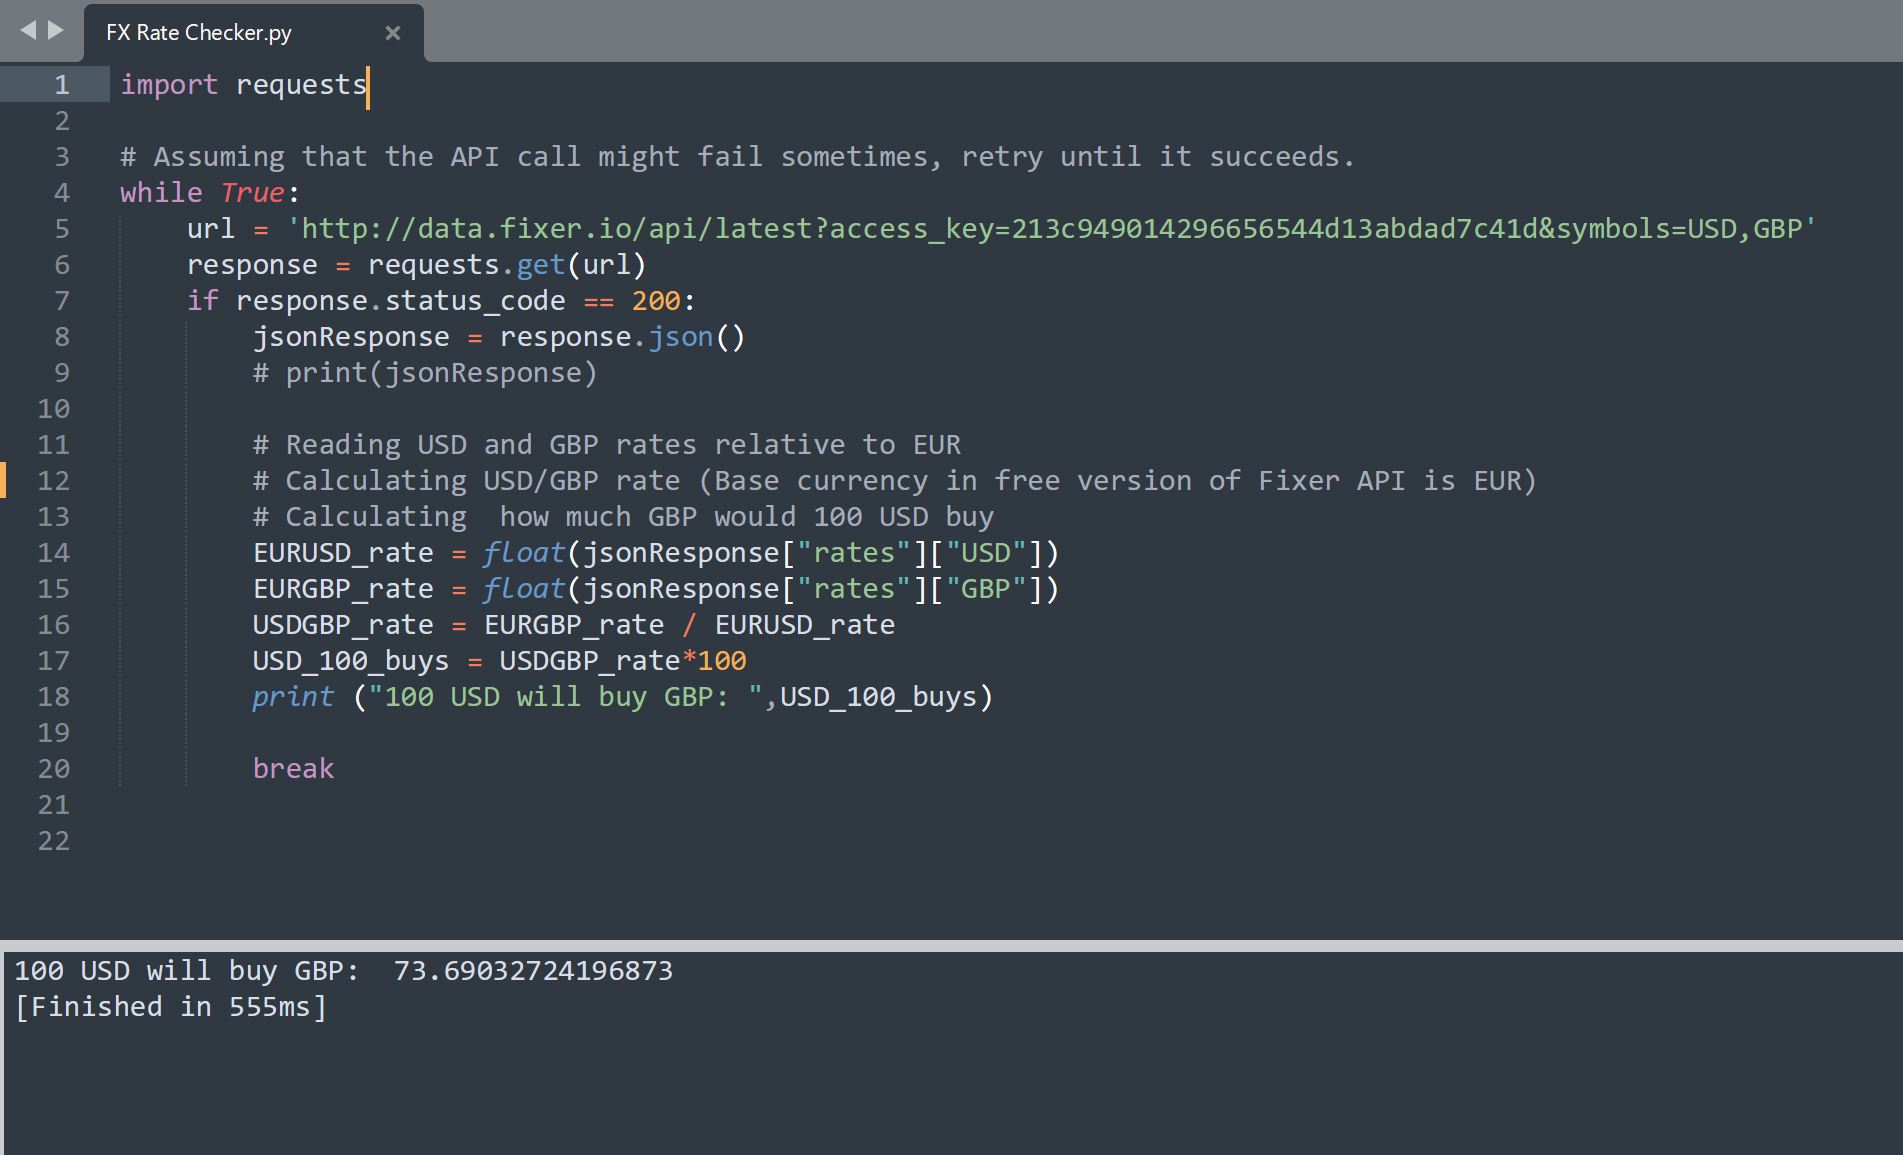 FX Rate Checker.py ×
1 import requests
2
3 # Assuming that the API call might fail sometimes, retry until it succeeds.
4 while True:
5     url = 'http://data.fixer.io/api/latest?access_key=213c949014296656544d13abdad7c41d&symbols=USD,GBP'
6     response = requests.get(url)
7     if response.status_code == 200:
8         jsonResponse = response.json()
9         # print(jsonResponse)
10
11         # Reading USD and GBP rates relative to EUR
12         # Calculating USD/GBP rate (Base currency in free version of Fixer API is EUR)
13         # Calculating  how much GBP would 100 USD buy
14         EURUSD_rate = float(jsonResponse["rates"]["USD"])
15         EURGBP_rate = float(jsonResponse["rates"]["GBP"])
16         USDGBP_rate = EURGBP_rate / EURUSD_rate
17         USD_100_buys = USDGBP_rate*100
18         print ("100 USD will buy GBP: ",USD_100_buys)
19
20         break
21
22
100 USD will buy GBP:  73.69032724196873
[Finished in 555ms]